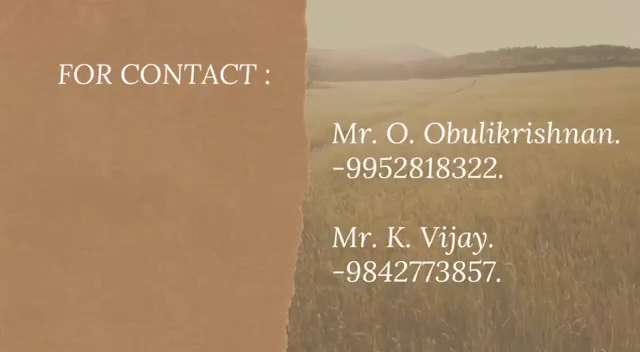 FOR CONTACT :
Mr. O. Obulikrishnan.
-9952818322.
Mr. K. Vijay.
-9842773857.